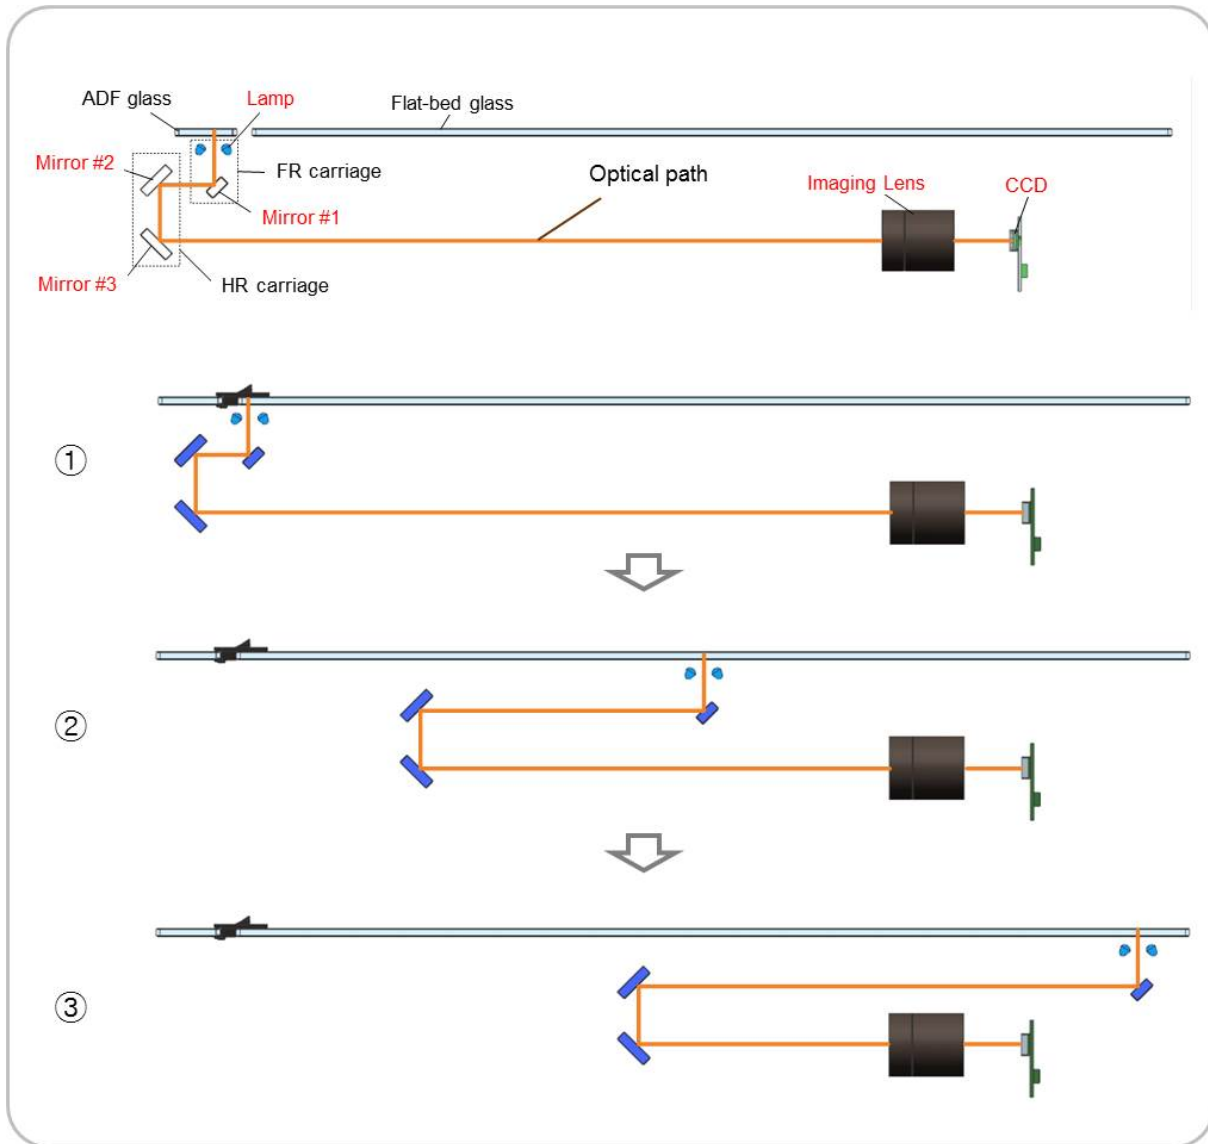 ADF glass
Lamp
Flat-bed glass
Mirror #2
FR carriage
Optical path
Imaging Lens
CCD
Mirror #1
Mirror #3
HR carriage
①
②
③